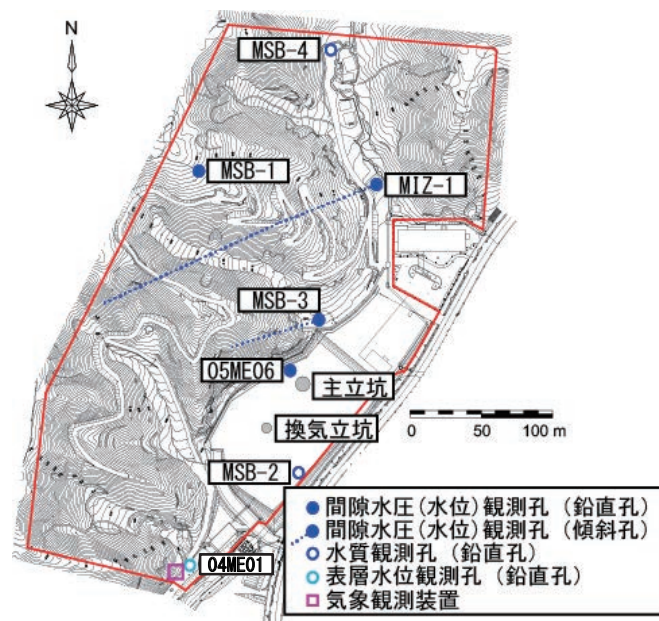 N
MSB-4
MSB-1
MIZ-1
MSB-3
05ME06
主立坑
換気立坑
0 50 100 m
MSB-2
04ME01
間隙水圧(水位)観測孔 (鉛直孔)
間隙水圧(水位)観測孔 (傾斜孔)
水質観測孔 (鉛直孔)
表層水位観測孔 (鉛直孔)
気象観測装置